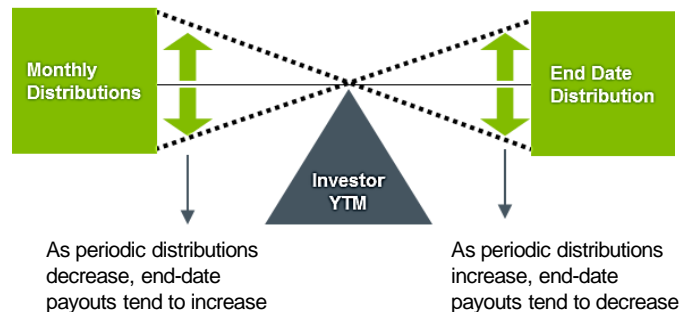 Monthly
Distributions
End Date
Distribution
Investor
YTM
As periodic distributions
decrease, end-date
payouts tend to increase
As periodic distributions
increase, end-date
payouts tend to decrease